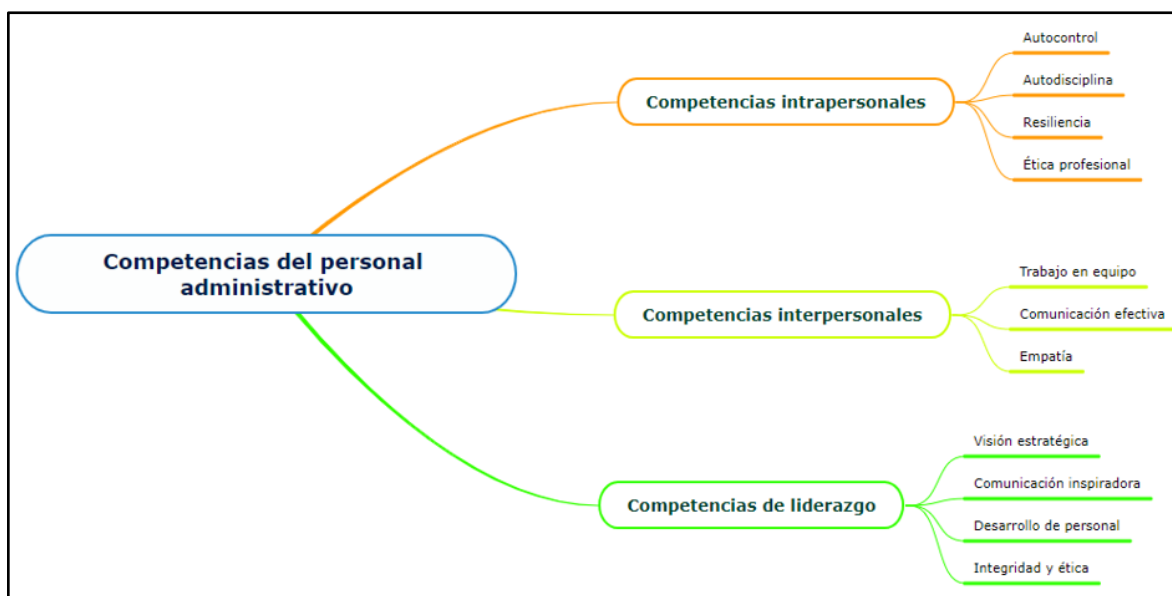 Competencias del personal
administrativo
Competencias intrapersonales
Autocontrol
Autodisciplina
Resiliencia
Ética profesional
Competencias interpersonales
Trabajo en equipo
Comunicación efectiva
Empatía
Competencias de liderazgo
Visión estratégica
Comunicación inspiradora
Desarrollo de personal
Integridad y ética